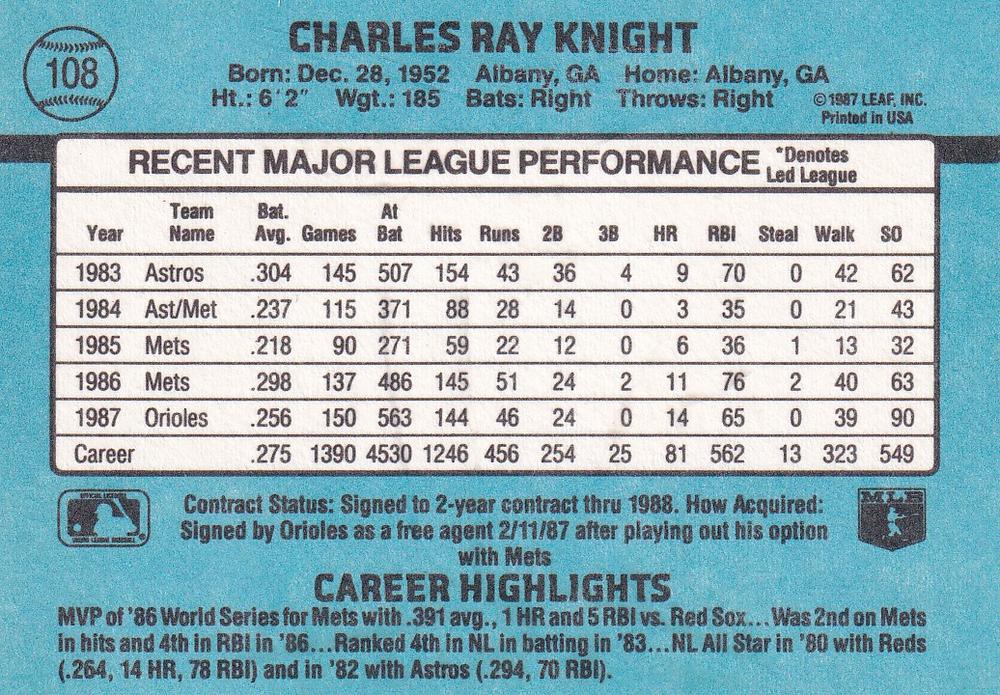 108
CHARLES RAY KNIGHT
Born: Dec. 28, 1952 Albany, GA Home: Albany, GA
Ht.: 6'2" Wgt.: 185 Bats: Right Throws: Right
©1987 LEAF, INC.
Printed in USA
RECENT MAJOR LEAGUE PERFORMANCE *Denotes Led League
Year Team Name Bat. Avg. Games At Bat Hits Runs 2B 3B HR RBI Steal Walk SO
1983 Astros .304 145 507 154 43 36 4 9 70 0 42 62
1984 Ast/Met .237 115 371 88 28 14 0 3 35 0 21 43
1985 Mets .218 90 271 59 22 12 0 6 36 1 13 32
1986 Mets .298 137 486 145 51 24 2 11 76 2 40 63
1987 Orioles .256 150 563 144 46 24 0 14 65 0 39 90
Career .275 1390 4530 1246 456 254 25 81 562 13 323 549
Contract Status: Signed to 2-year contract thru 1988. How Acquired:
Signed by Orioles as a free agent 2/11/87 after playing out his option
with Mets
MLB
CAREER HIGHLIGHTS
MVP of '86 World Series for Mets with .391 avg., 1 HR and 5 RBI vs. Red Sox...Was 2nd on Mets
in hits and 4th in RBI in '86...Ranked 4th in NL in batting in '83...NL All Star in '80 with Reds
(.264, 14 HR, 78 RBI) and in '82 with Astros (.294, 70 RBI).